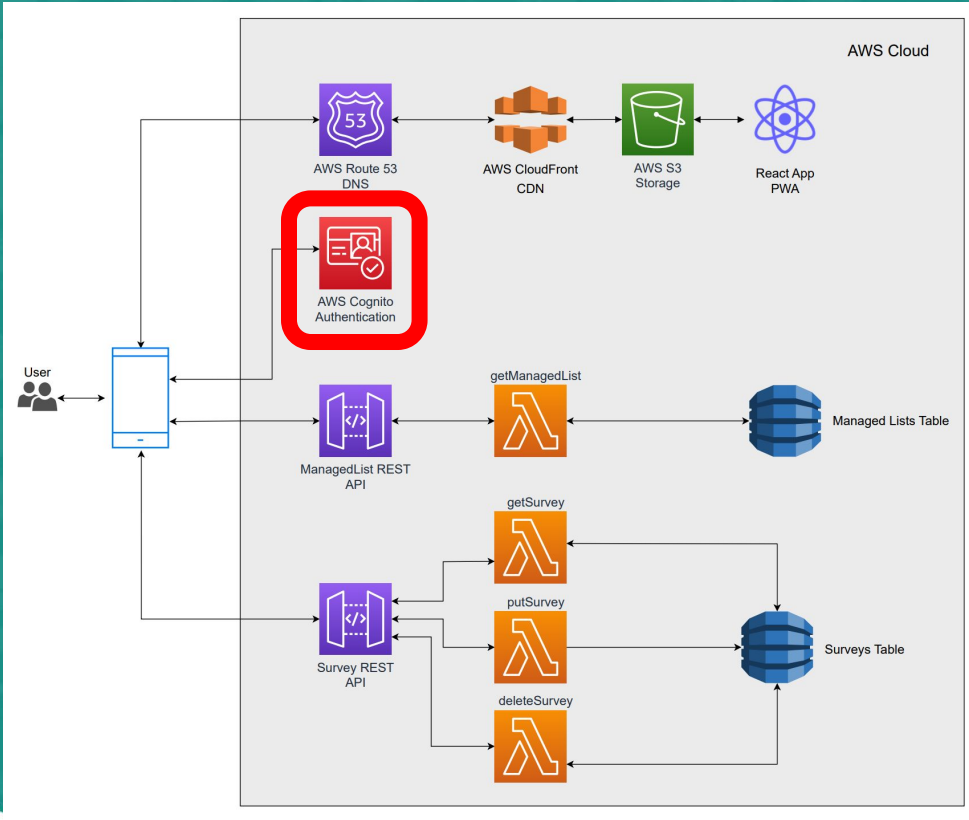 AWS Cloud
53
AWS Route 53
DNS
AWS CloudFront
CDN
AWS S3
Storage
React App
PWA
AWS Cognito
Authentication
User
getManagedList
</>
ManagedList REST
API
Managed Lists Table
getSurvey
putSurvey
</>
Survey REST
API
Surveys Table
deleteSurvey